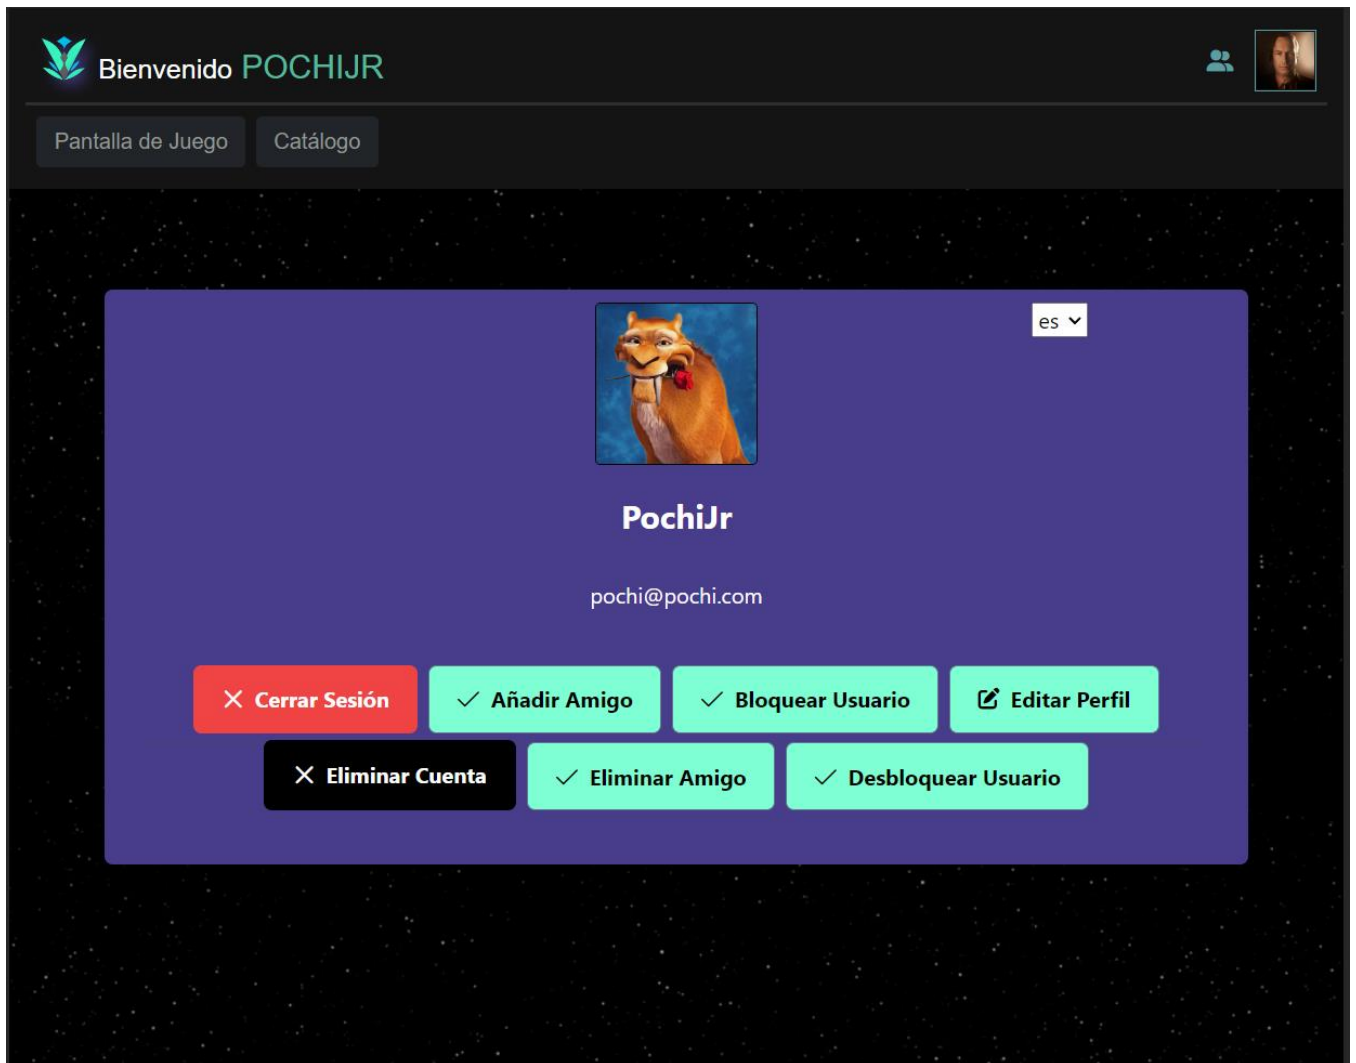 Bienvenido POCHIJR
Pantalla de Juego Catálogo
es
PochiJr
pochi@pochi.com
Cerrar Sesión Añadir Amigo Bloquear Usuario Editar Perfil
Eliminar Cuenta Eliminar Amigo Desbloquear Usuario